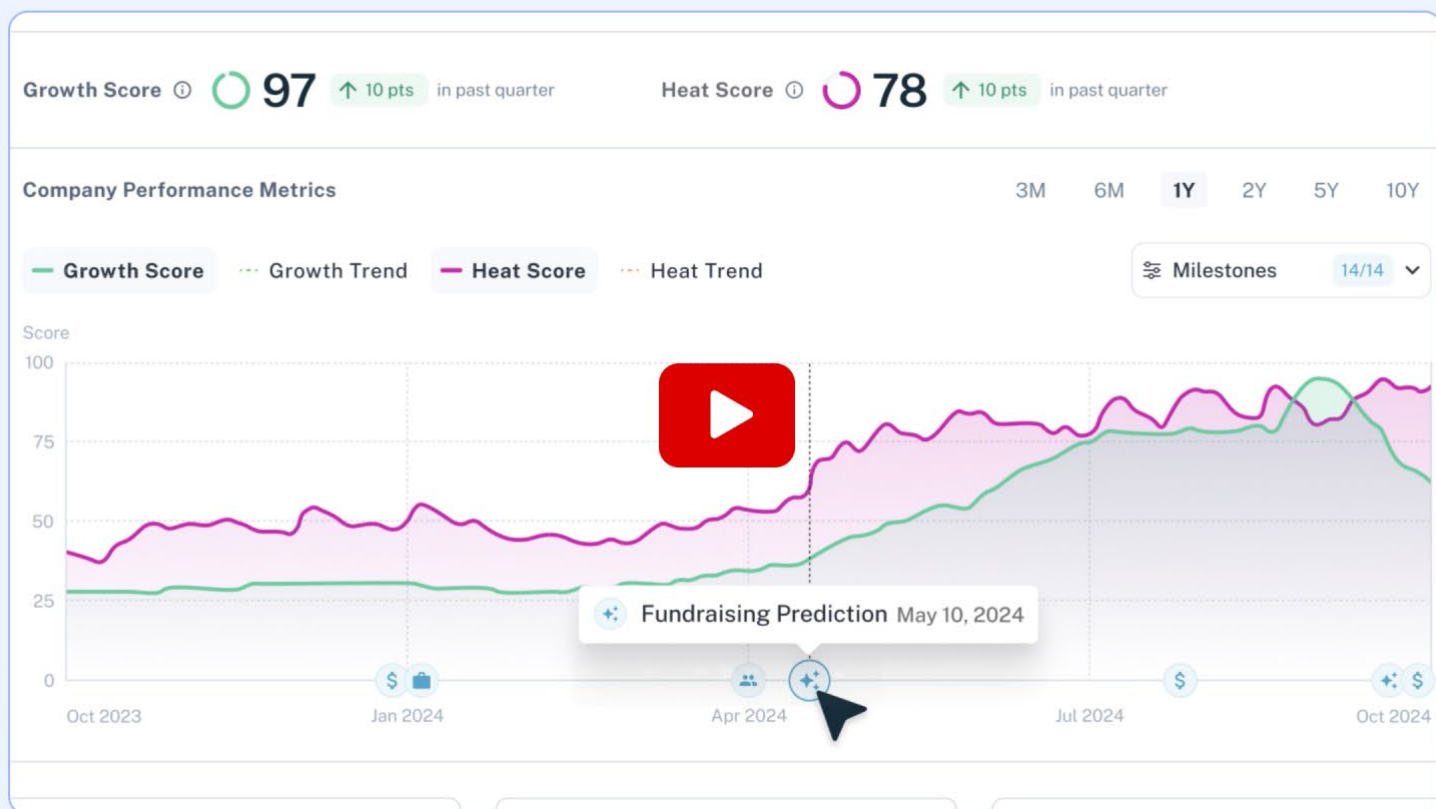 Growth Score 97 10 pts in past quarter Heat Score 78 10 pts in past quarter
Company Performance Metrics 3M 6M 1Y 2Y 5Y 10Y
Growth Score Growth Trend Heat Score Heat Trend Milestones 14/14
Score
100
75
50
25
Fundraising Prediction May 10, 2024
0 $ $ $
Oct 2023 Jan 2024 Apr 2024 Jul 2024 Oct 2024